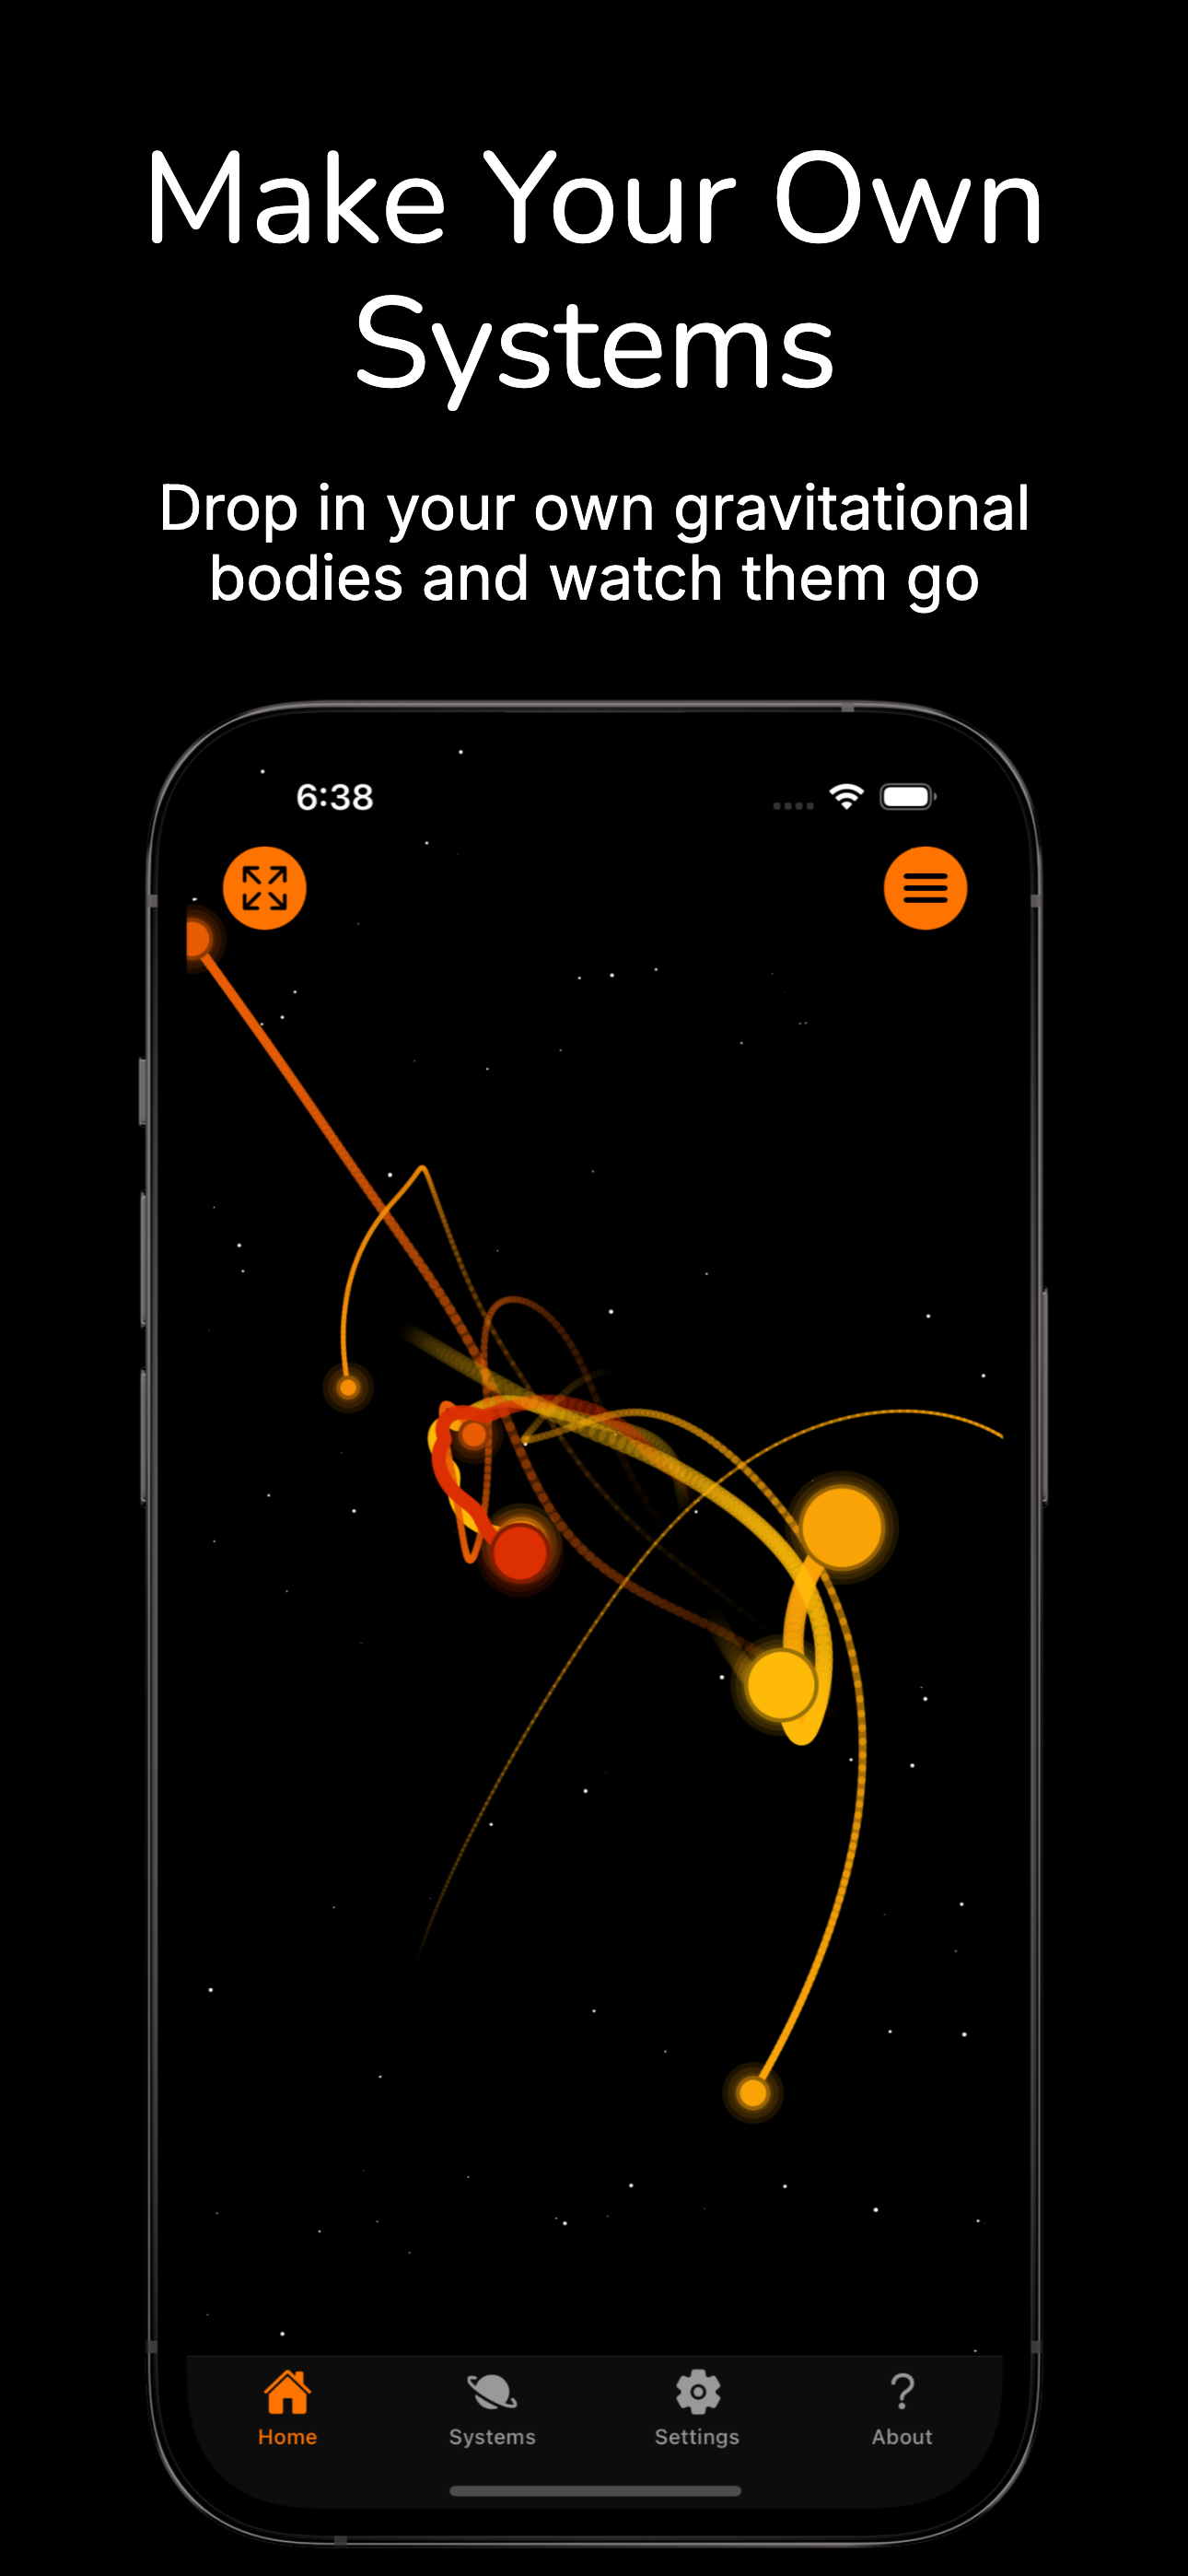 Make Your Own
Systems
Drop in your own gravitational
bodies and watch them go
6:38
Home
Systems
Settings
About